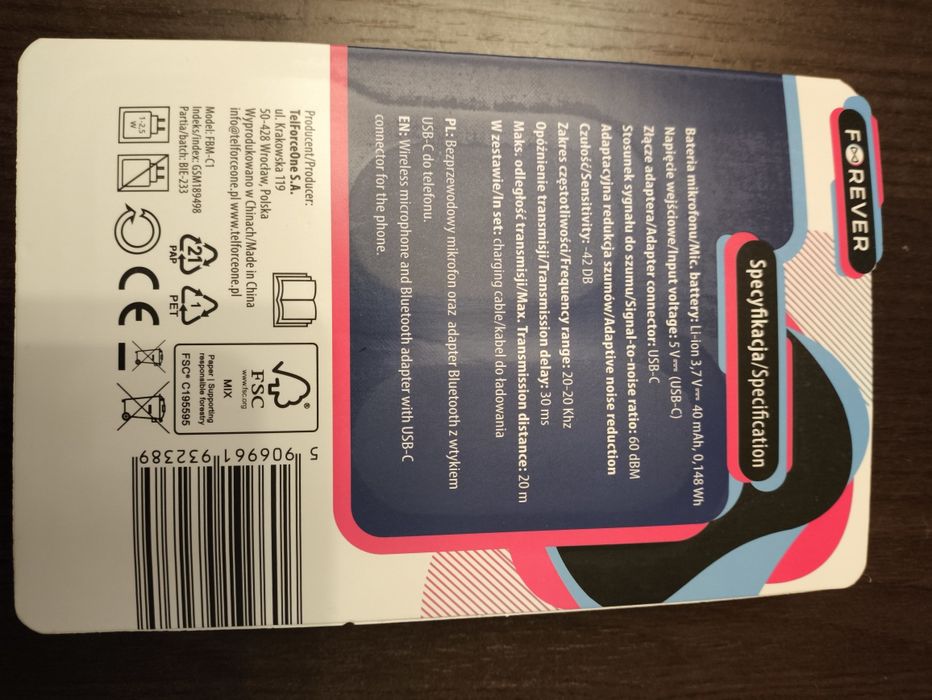 FOREVER
Specyfikacja/Specification
Bateria mikrofonu/Mic. battery: Li-ion 3,7 V⎓ 40 mAh, 0,148 Wh
Napięcie wejściowe/Input voltage: 5 V⎓ (USB-C)
Złącze adaptera/Adapter connector: USB-C
Stosunek sygnału do szumu/Signal-to-noise ratio: 60 dBM
Adaptacyjna redukcja szumów/Adaptive noise reduction
Czułość/Sensitivity: -42 DB
Zakres częstotliwości/Frequency range: 20-20 Khz
Opóźnienie transmisji/Transmission delay: 30 ms
Maks. odległość transmisji/Max. Transmission distance: 20 m
W zestawie/In set: charging cable/kabel do ładowania
PL: Bezprzewodowy mikrofon oraz adapter Bluetooth z wtykiem
USB-C do telefonu.
EN: Wireless microphone and Bluetooth adapter with USB-C
connector for the phone.
Producent/Producer:
TelForceOne S.A.
ul. Krakowska 119
50-428 Wrocław, Polska
Wyprodukowano w Chinach/Made in China
info@telforceone.pl www.telforceone.pl
Model: FBM-C1
Indeks/index: GSM189498
Partia/batch: BIE-233
1-2,5
W
21
PAP
1
PET
CE
®
FSC
www.fsc.org
MIX
Paper | Supporting
responsible forestry
FSC® C195595
5 906961 932389